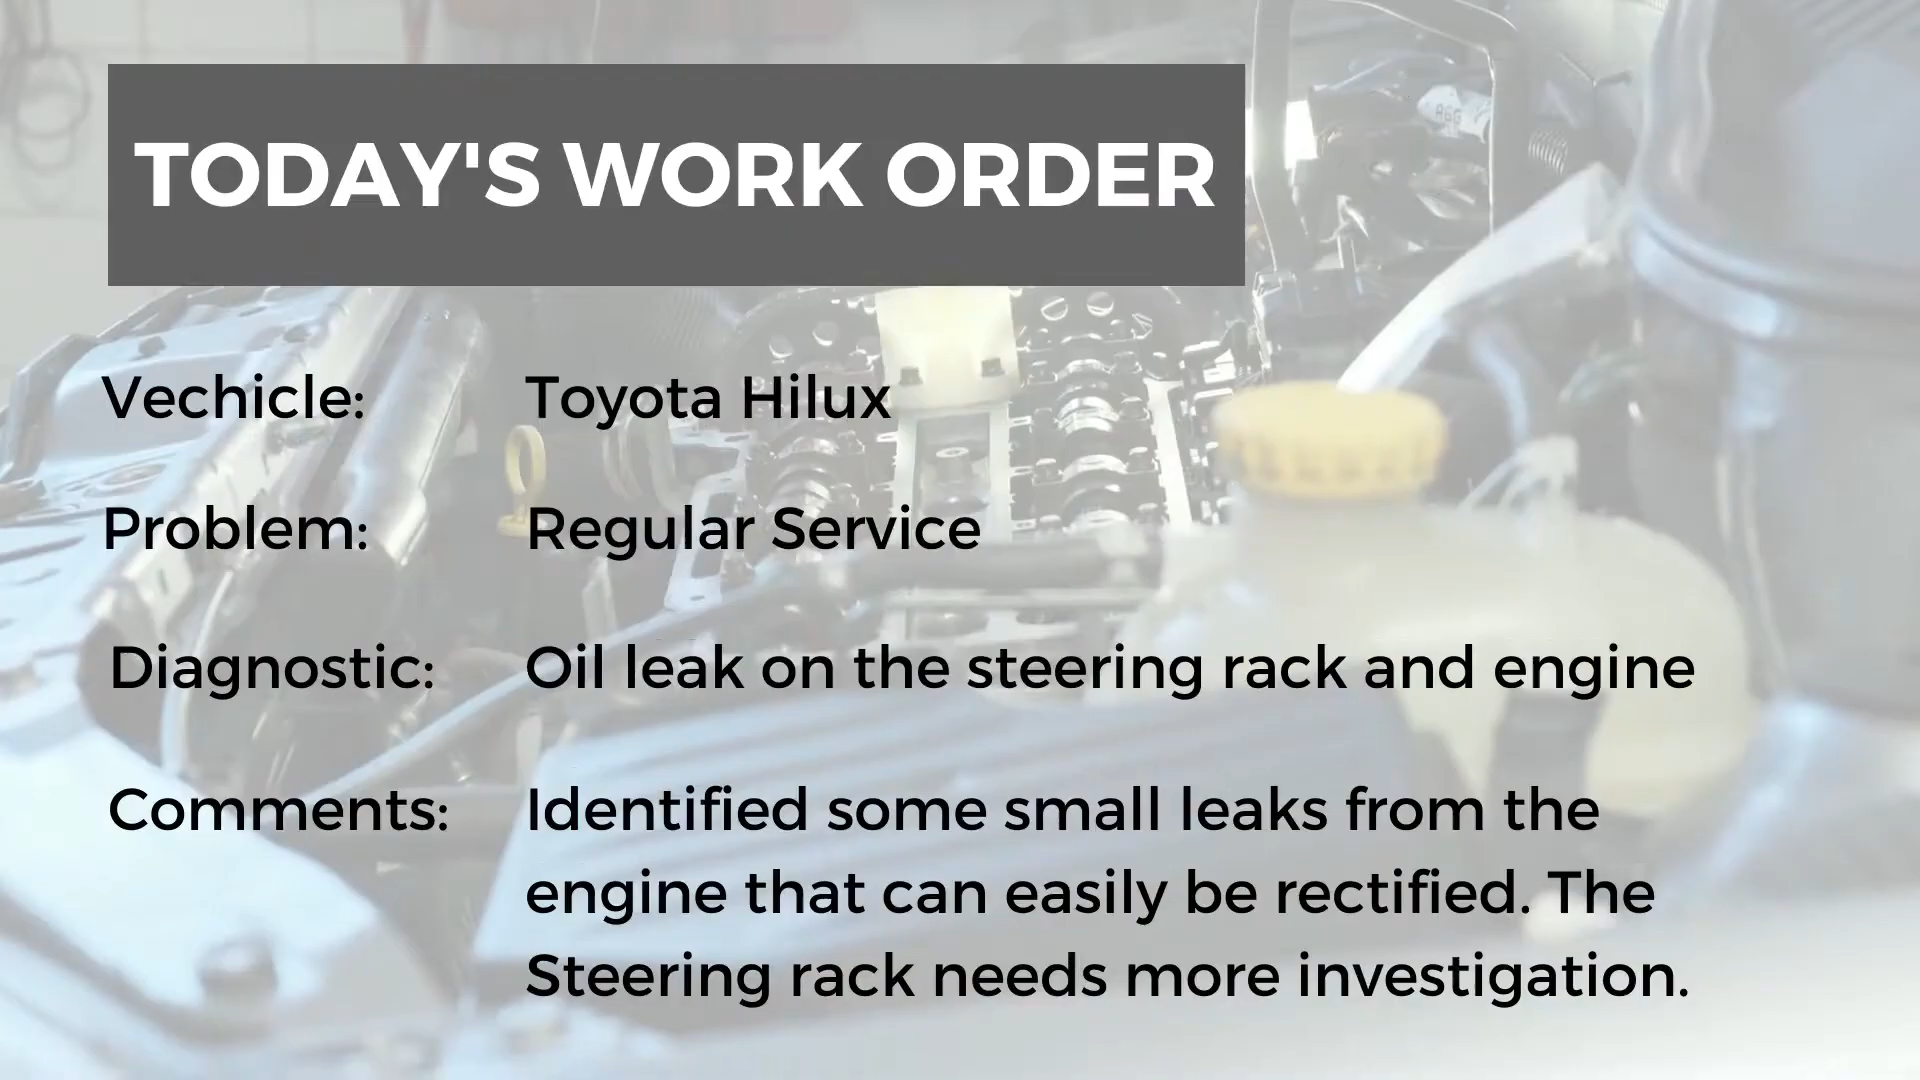 TODAY'S WORK ORDER
Vechicle: Toyota Hilux
Problem: Regular Service
Diagnostic: Oil leak on the steering rack and engine
Comments: Identified some small leaks from the
engine that can easily be rectified. The
Steering rack needs more investigation.